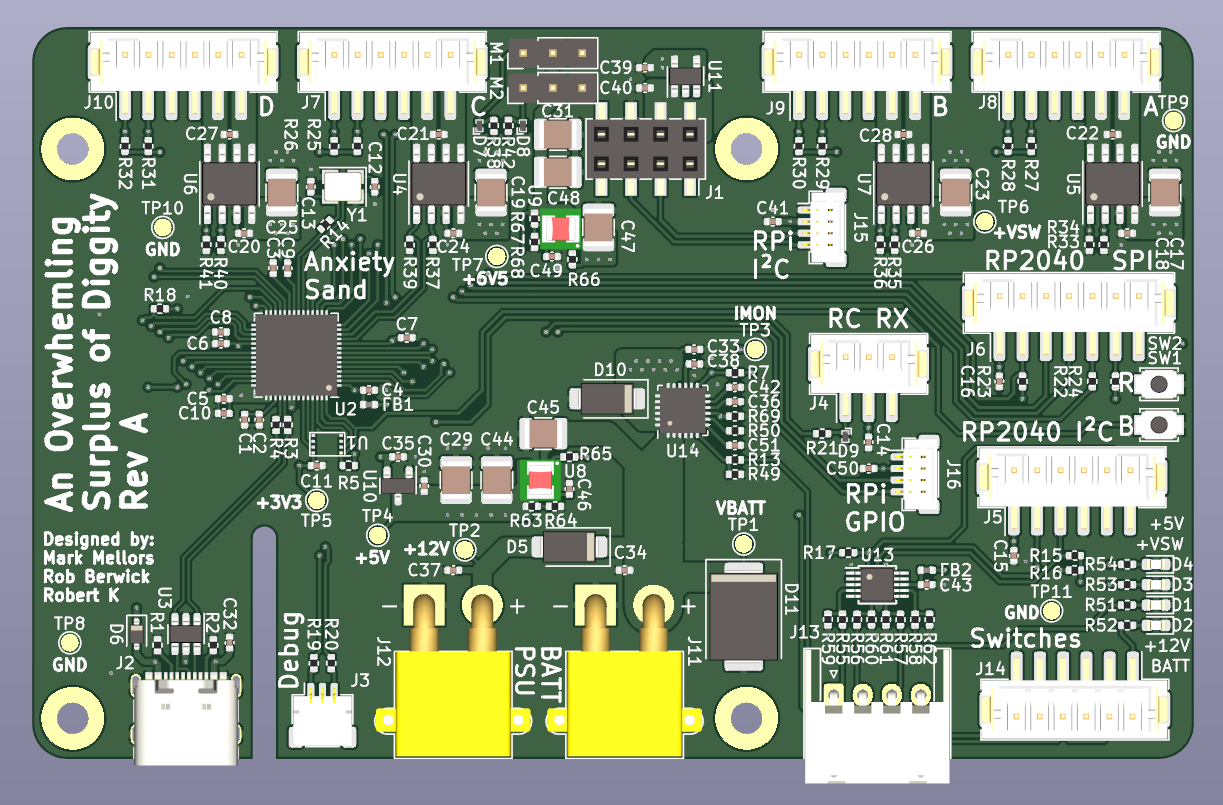 M1
C39
U11
J10
D
J7
C
M2
C40
J9
B
J8
A
TP9
C31
GND
C27
R26
R25
C21
D7
R38
R42
D8
C28
C22
R32
R31
U6
C12
U4
C19
U9
C48
J1
R30
R29
U7
C23
R28
R27
U5
TP10
GND
C25
C13
Y1
R14
C20
C24
R67
R68
C47
C41
RPi
I²C
J15
TP6
+VSW
C26
R34
R33
C18
C17
R41
R40
C3
C9
Anxiety
Sand
R39
R37
TP7
+6V5
C49
R66
R36
R35
RP2040
SPI
An Overwhemling
Surplus of Diggity
Rev A
R18
C8
C6
C7
IMON
TP3
RC RX
J6
SW2
SW1
C33
C38
D10
R7
C42
C36
R69
R50
C51
R13
R49
C16
R23
R22
R24
R
C5
C10
U2
C4
FB1
J4
R21
D9
C14
RP2040 I²C
B
C1
C2
R4
R3
U1
C45
U14
C11
R5
C35
U10
C30
C29
C44
U8
R65
C46
C50
RPi
GPIO
J16
+3V3
TP5
TP4
+5V
R63
R64
VBATT
TP1
J5
+5V
+VSW
Designed by:
Mark Mellors
Rob Berwick
Robert K
TP2
+12V
D5
C37
C34
R17
U13
FB2
C43
C15
R15
R16
R54
D4
R53
D3
TP11
GND
R51
D1
R52
D2
+12V
BATT
TP8
GND
D6
R1
U3
R2
C32
J2
Debug
R19
R20
J3
−
+
−
+
J12
PSU
BATT
J11
D11
J13
R59
R55
R56
R60
R61
R57
R58
R62
Switches
J14